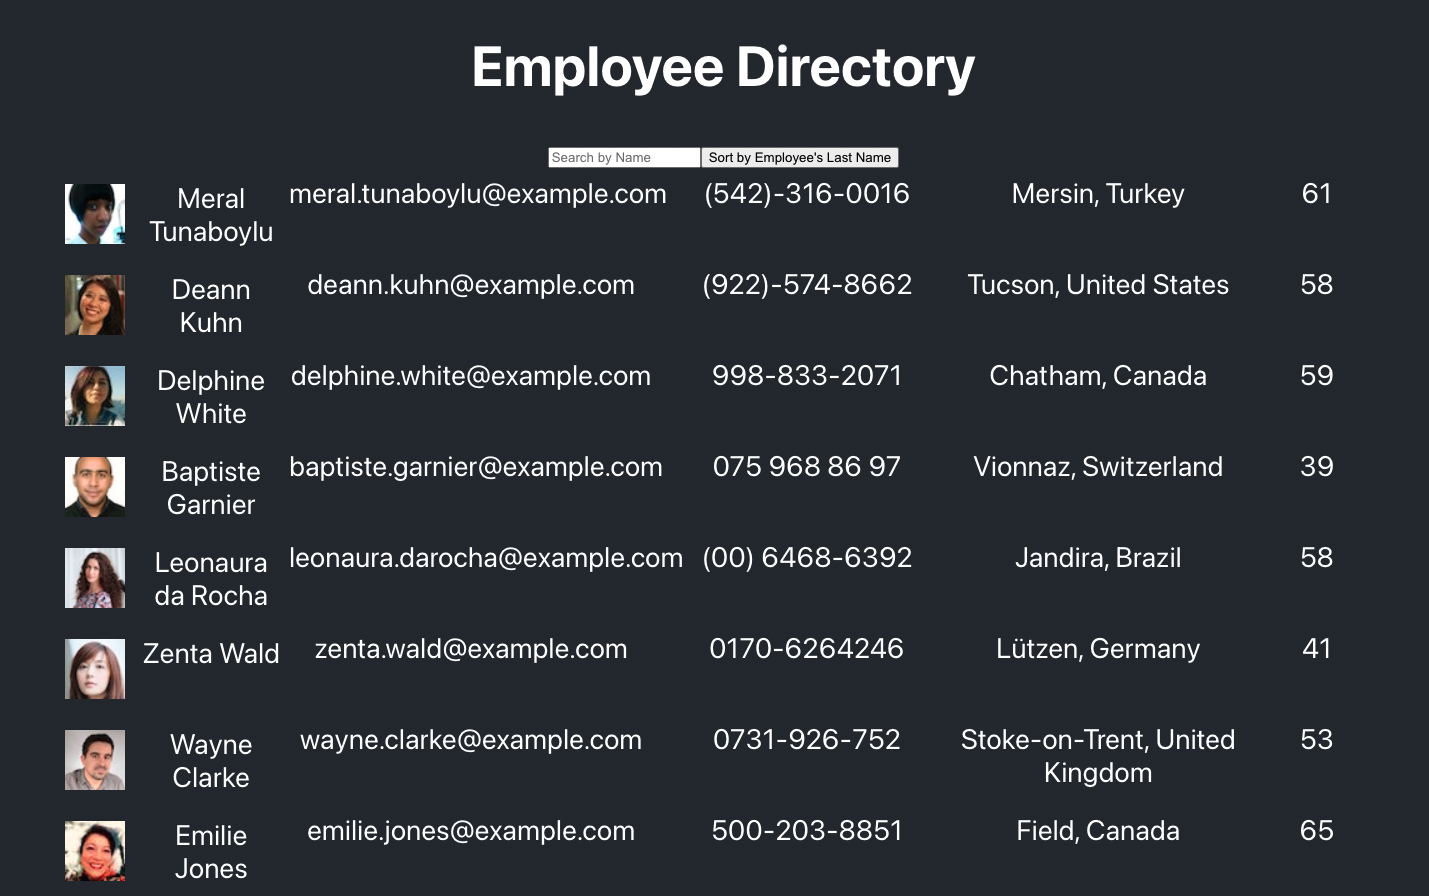 Employee Directory
Search by Name Sort by Employee's Last Name
Meral meral.tunaboylu@example.com (542)-316-0016 Mersin, Turkey 61
Tunaboylu
Deann deann.kuhn@example.com (922)-574-8662 Tucson, United States 58
Kuhn
Delphine delphine.white@example.com 998-833-2071 Chatham, Canada 59
White
Baptiste baptiste.garnier@example.com 075 968 86 97 Vionnaz, Switzerland 39
Garnier
Leonaura leonaura.darocha@example.com (00) 6468-6392 Jandira, Brazil 58
da Rocha
Zenta Wald zenta.wald@example.com 0170-6264246 Lützen, Germany 41
Wayne wayne.clarke@example.com 0731-926-752 Stoke-on-Trent, United 53
Clarke Kingdom
Emilie emilie.jones@example.com 500-203-8851 Field, Canada 65
Jones